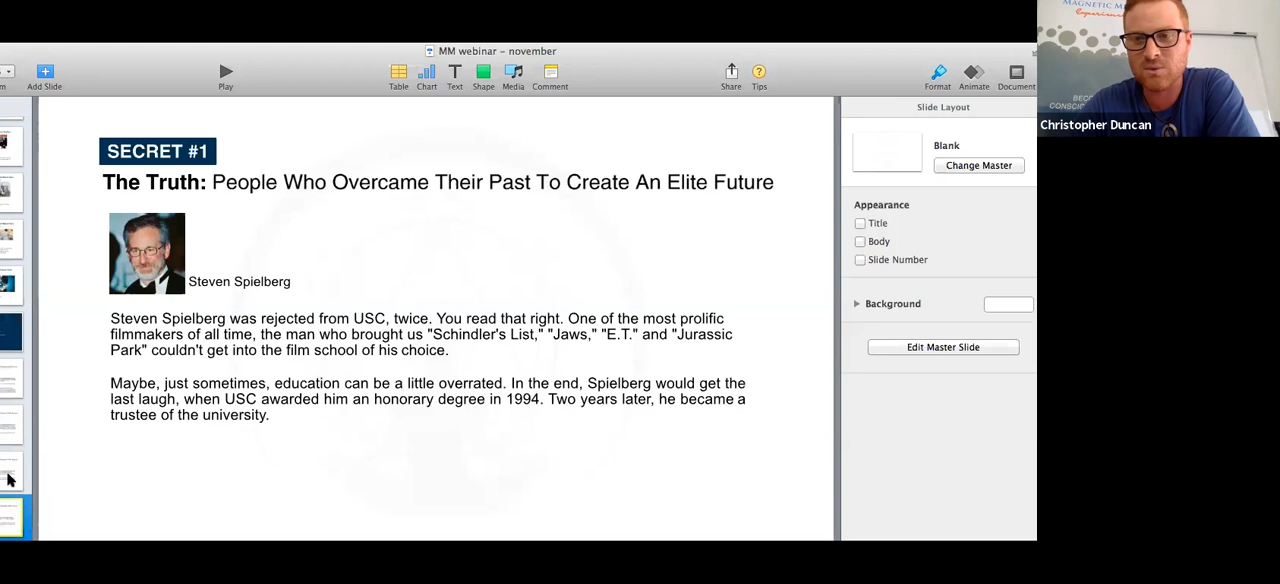 MM webinar – november
Add Slide
Play
Table
Chart
Text
Shape
Media
Comment
Share
Tips
Format
Animate
Document
SECRET #1
The Truth: People Who Overcame Their Past To Create An Elite Future
Steven Spielberg
Steven Spielberg was rejected from USC, twice. You read that right. One of the most prolific
filmmakers of all time, the man who brought us "Schindler's List," "Jaws," "E.T." and "Jurassic
Park" couldn't get into the film school of his choice.
Maybe, just sometimes, education can be a little overrated. In the end, Spielberg would get the
last laugh, when USC awarded him an honorary degree in 1994. Two years later, he became a
trustee of the university.
Slide Layout
Blank
Change Master
Appearance
Title
Body
Slide Number
Background
Edit Master Slide
Christopher Duncan